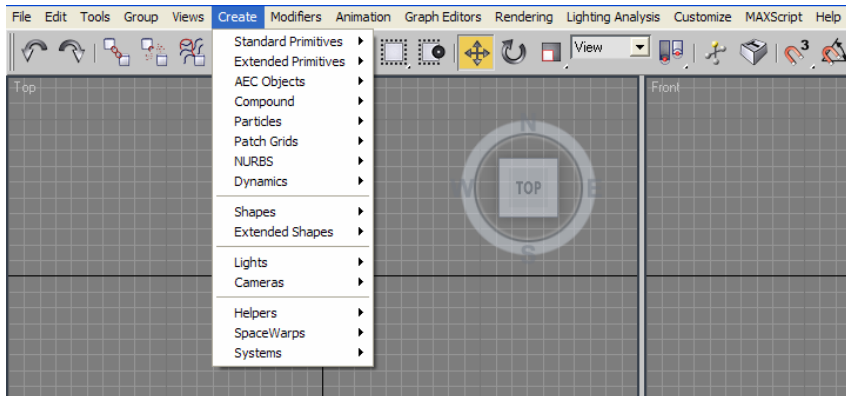 File Edit Tools Group Views Create Modifiers Animation Graph Editors Rendering Lighting Analysis Customize MAXScript Help
View
3
Top
Front
Standard Primitives
Extended Primitives
AEC Objects
Compound
Particles
Patch Grids
NURBS
Dynamics
Shapes
Extended Shapes
Lights
Cameras
Helpers
SpaceWarps
Systems
N
W TOP E
S